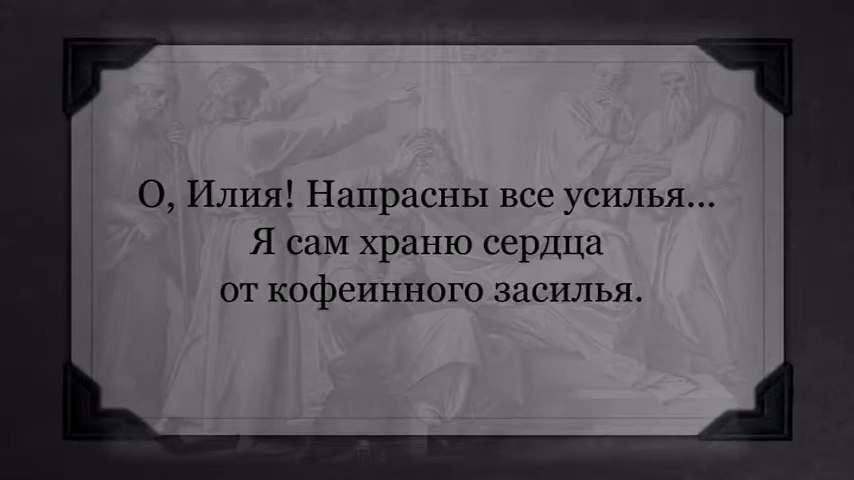 О, Илия! Напрасны все усилья...
Я сам храню сердца
от кофеинного засилья.